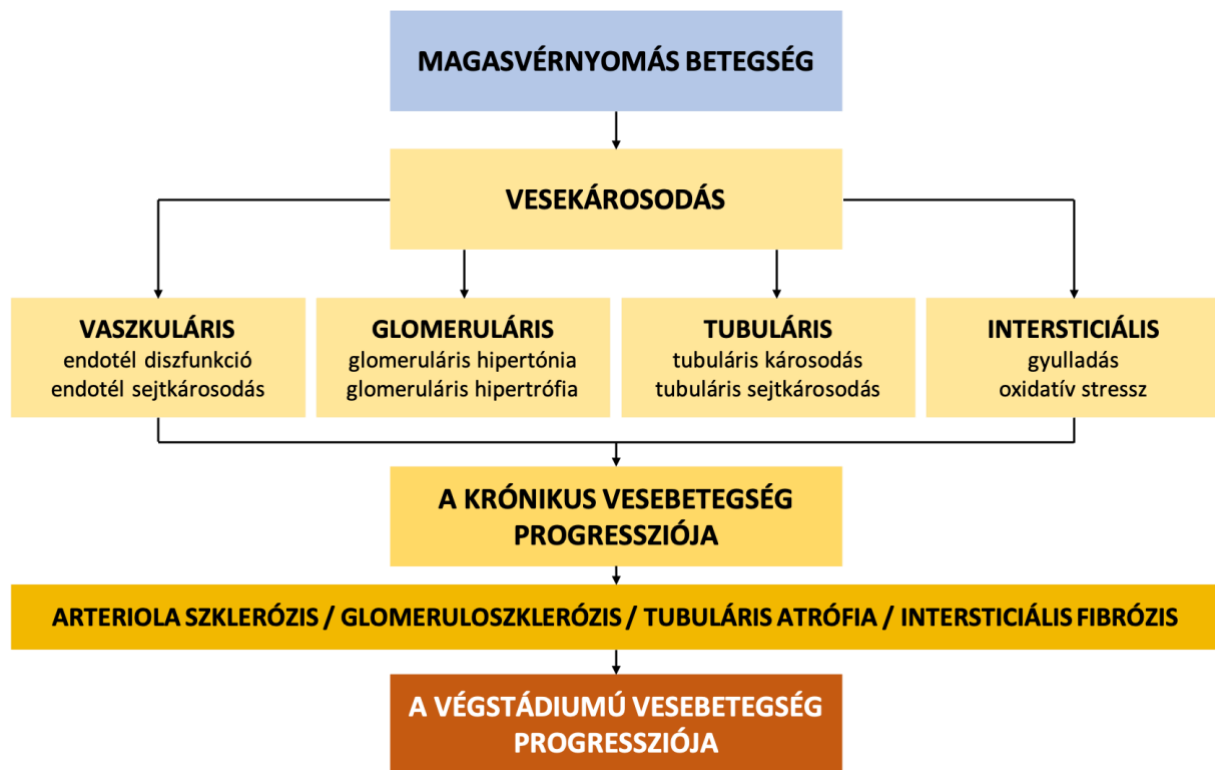 MAGASVÉRNYOMÁS BETEGSÉG
VESEKÁROSODÁS
VASZKULÁRIS
endotél diszfunkció
endotél sejtkárosodás
GLOMERULÁRIS
glomeruláris hipertónia
glomeruláris hipertrófia
TUBULÁRIS
tubuláris károsodás
tubuláris sejtkárosodás
INTERSTICIÁLIS
gyulladás
oxidatív stressz
A KRÓNIKUS VESEBETEGSÉG
PROGRESSZIÓJA
ARTERIOLA SZKLERÓZIS / GLOMERULOSZKLERÓZIS / TUBULÁRIS ATRÓFIA / INTERSTICIÁLIS FIBRÓZIS
A VÉGSTÁDIUMÚ VESEBETEGSÉG
PROGRESSZIÓJA